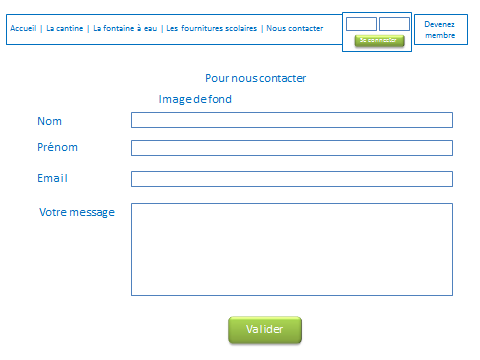 Accueil | La cantine | La fontaine à eau | Les fournitures scolaires | Nous contacter
Se connecter
Devenez
membre
Pour nous contacter
Image de fond
Nom
Prénom
Email
Votre message
Valider